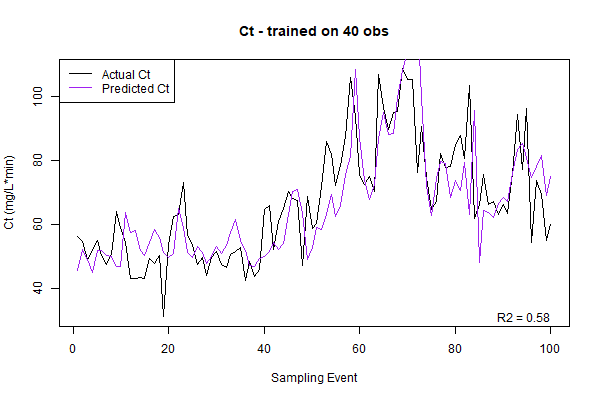 Ct - trained on 40 obs
Actual Ct
Predicted Ct
Ct (mg/L*min)
100
80
60
40
R2 = 0.58
0
20
40
60
80
100
Sampling Event